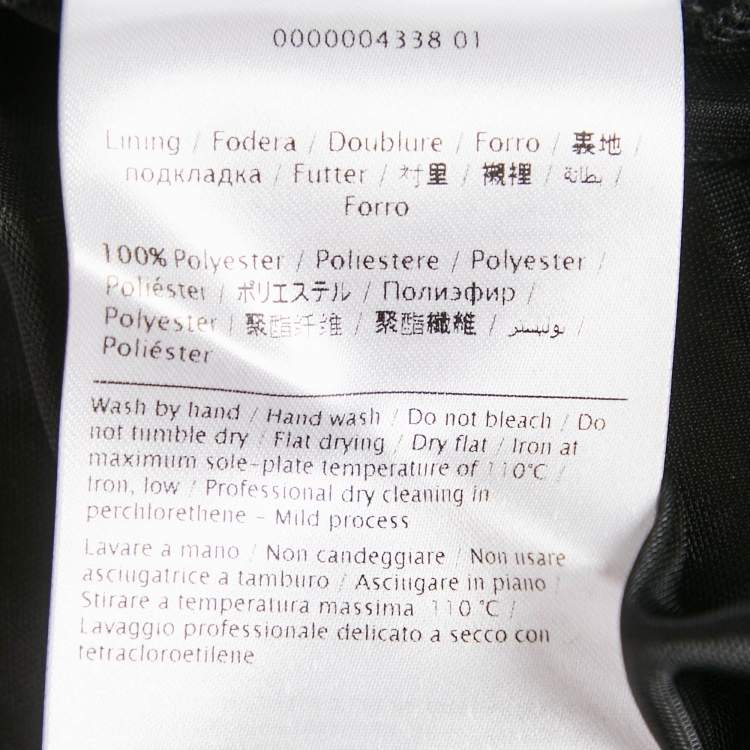 0000004338 01
Lining / Fodera / Doublure / Forro / 裏地 /
подкладка / Futter / 衬里 / 襯裡 / بطانة /
Forro
100% Polyester / Poliestere / Polyester /
Poliéster / ポリエステル / Полиэфир /
Polyester / 聚酯纤维 / 聚酯纖維 / بوليستر /
Poliéster
Wash by hand / Hand wash / Do not bleach / Do
not tumble dry / Flat drying / Dry flat / Iron at
maximum sole-plate temperature of 110°C /
Iron, low / Professional dry cleaning in
perchlorethene - Mild process
Lavare a mano / Non candeggiare / Non usare
asciugatrice a tamburo / Asciugare in piano /
Stirare a temperatura massima 110 °C /
Lavaggio professionale delicato a secco con
tetracloroetilene